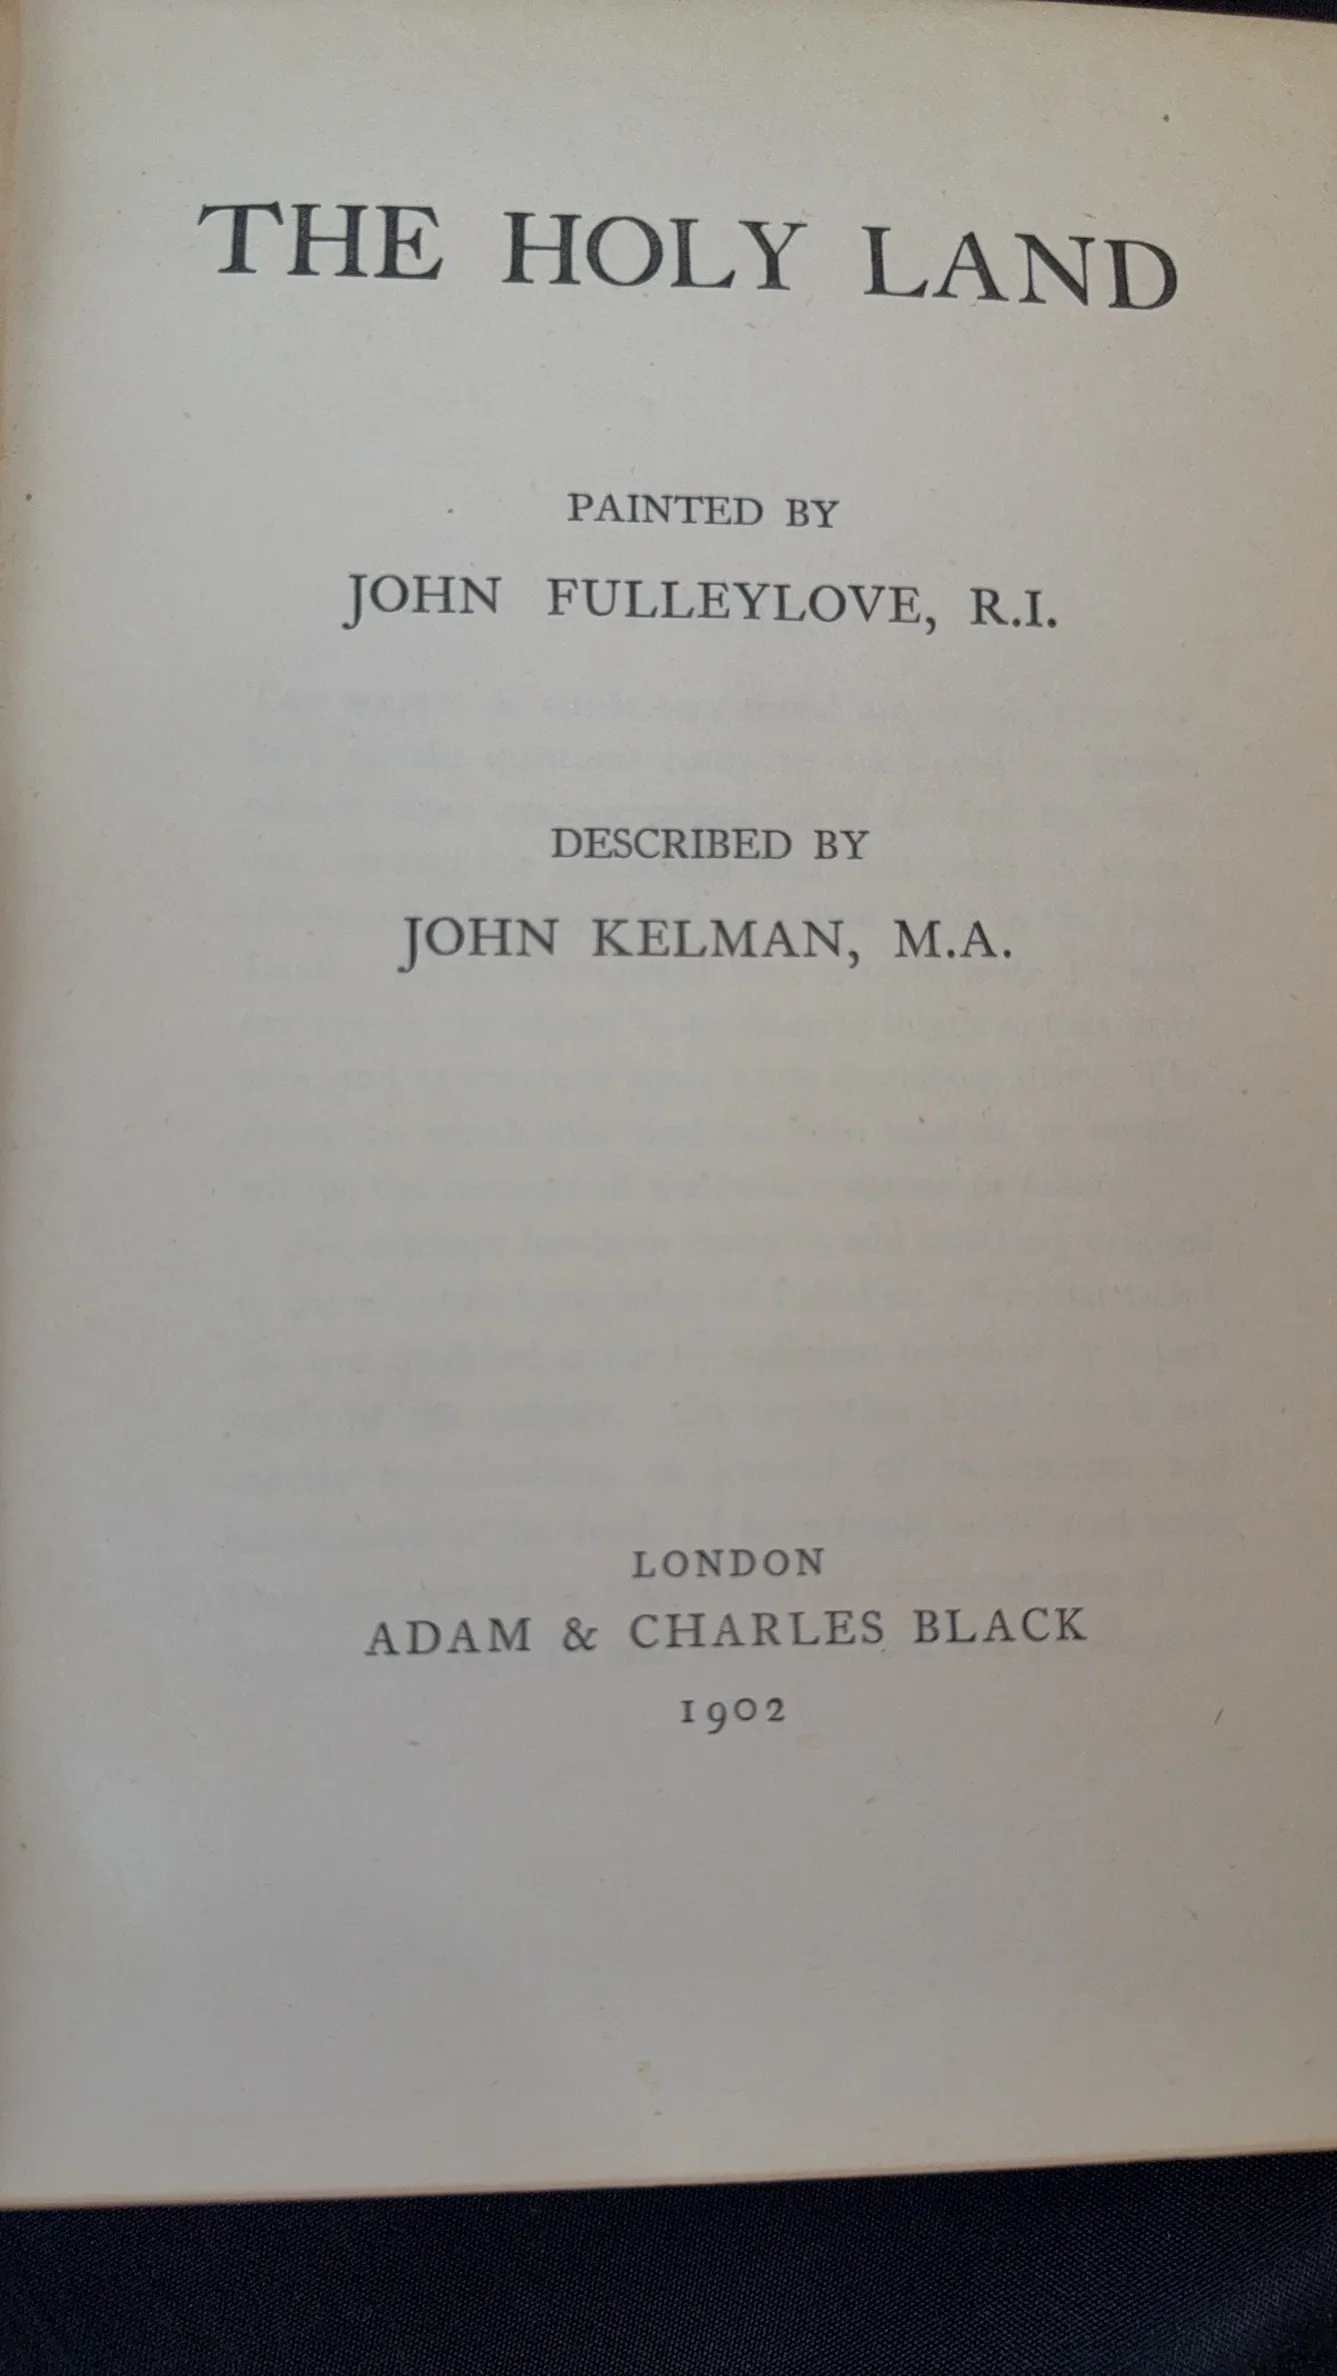 THE HOLY LAND
PAINTED BY
JOHN FULLEYLOVE, R.I.
DESCRIBED BY
JOHN KELMAN, M.A.
LONDON
ADAM & CHARLES BLACK
1902